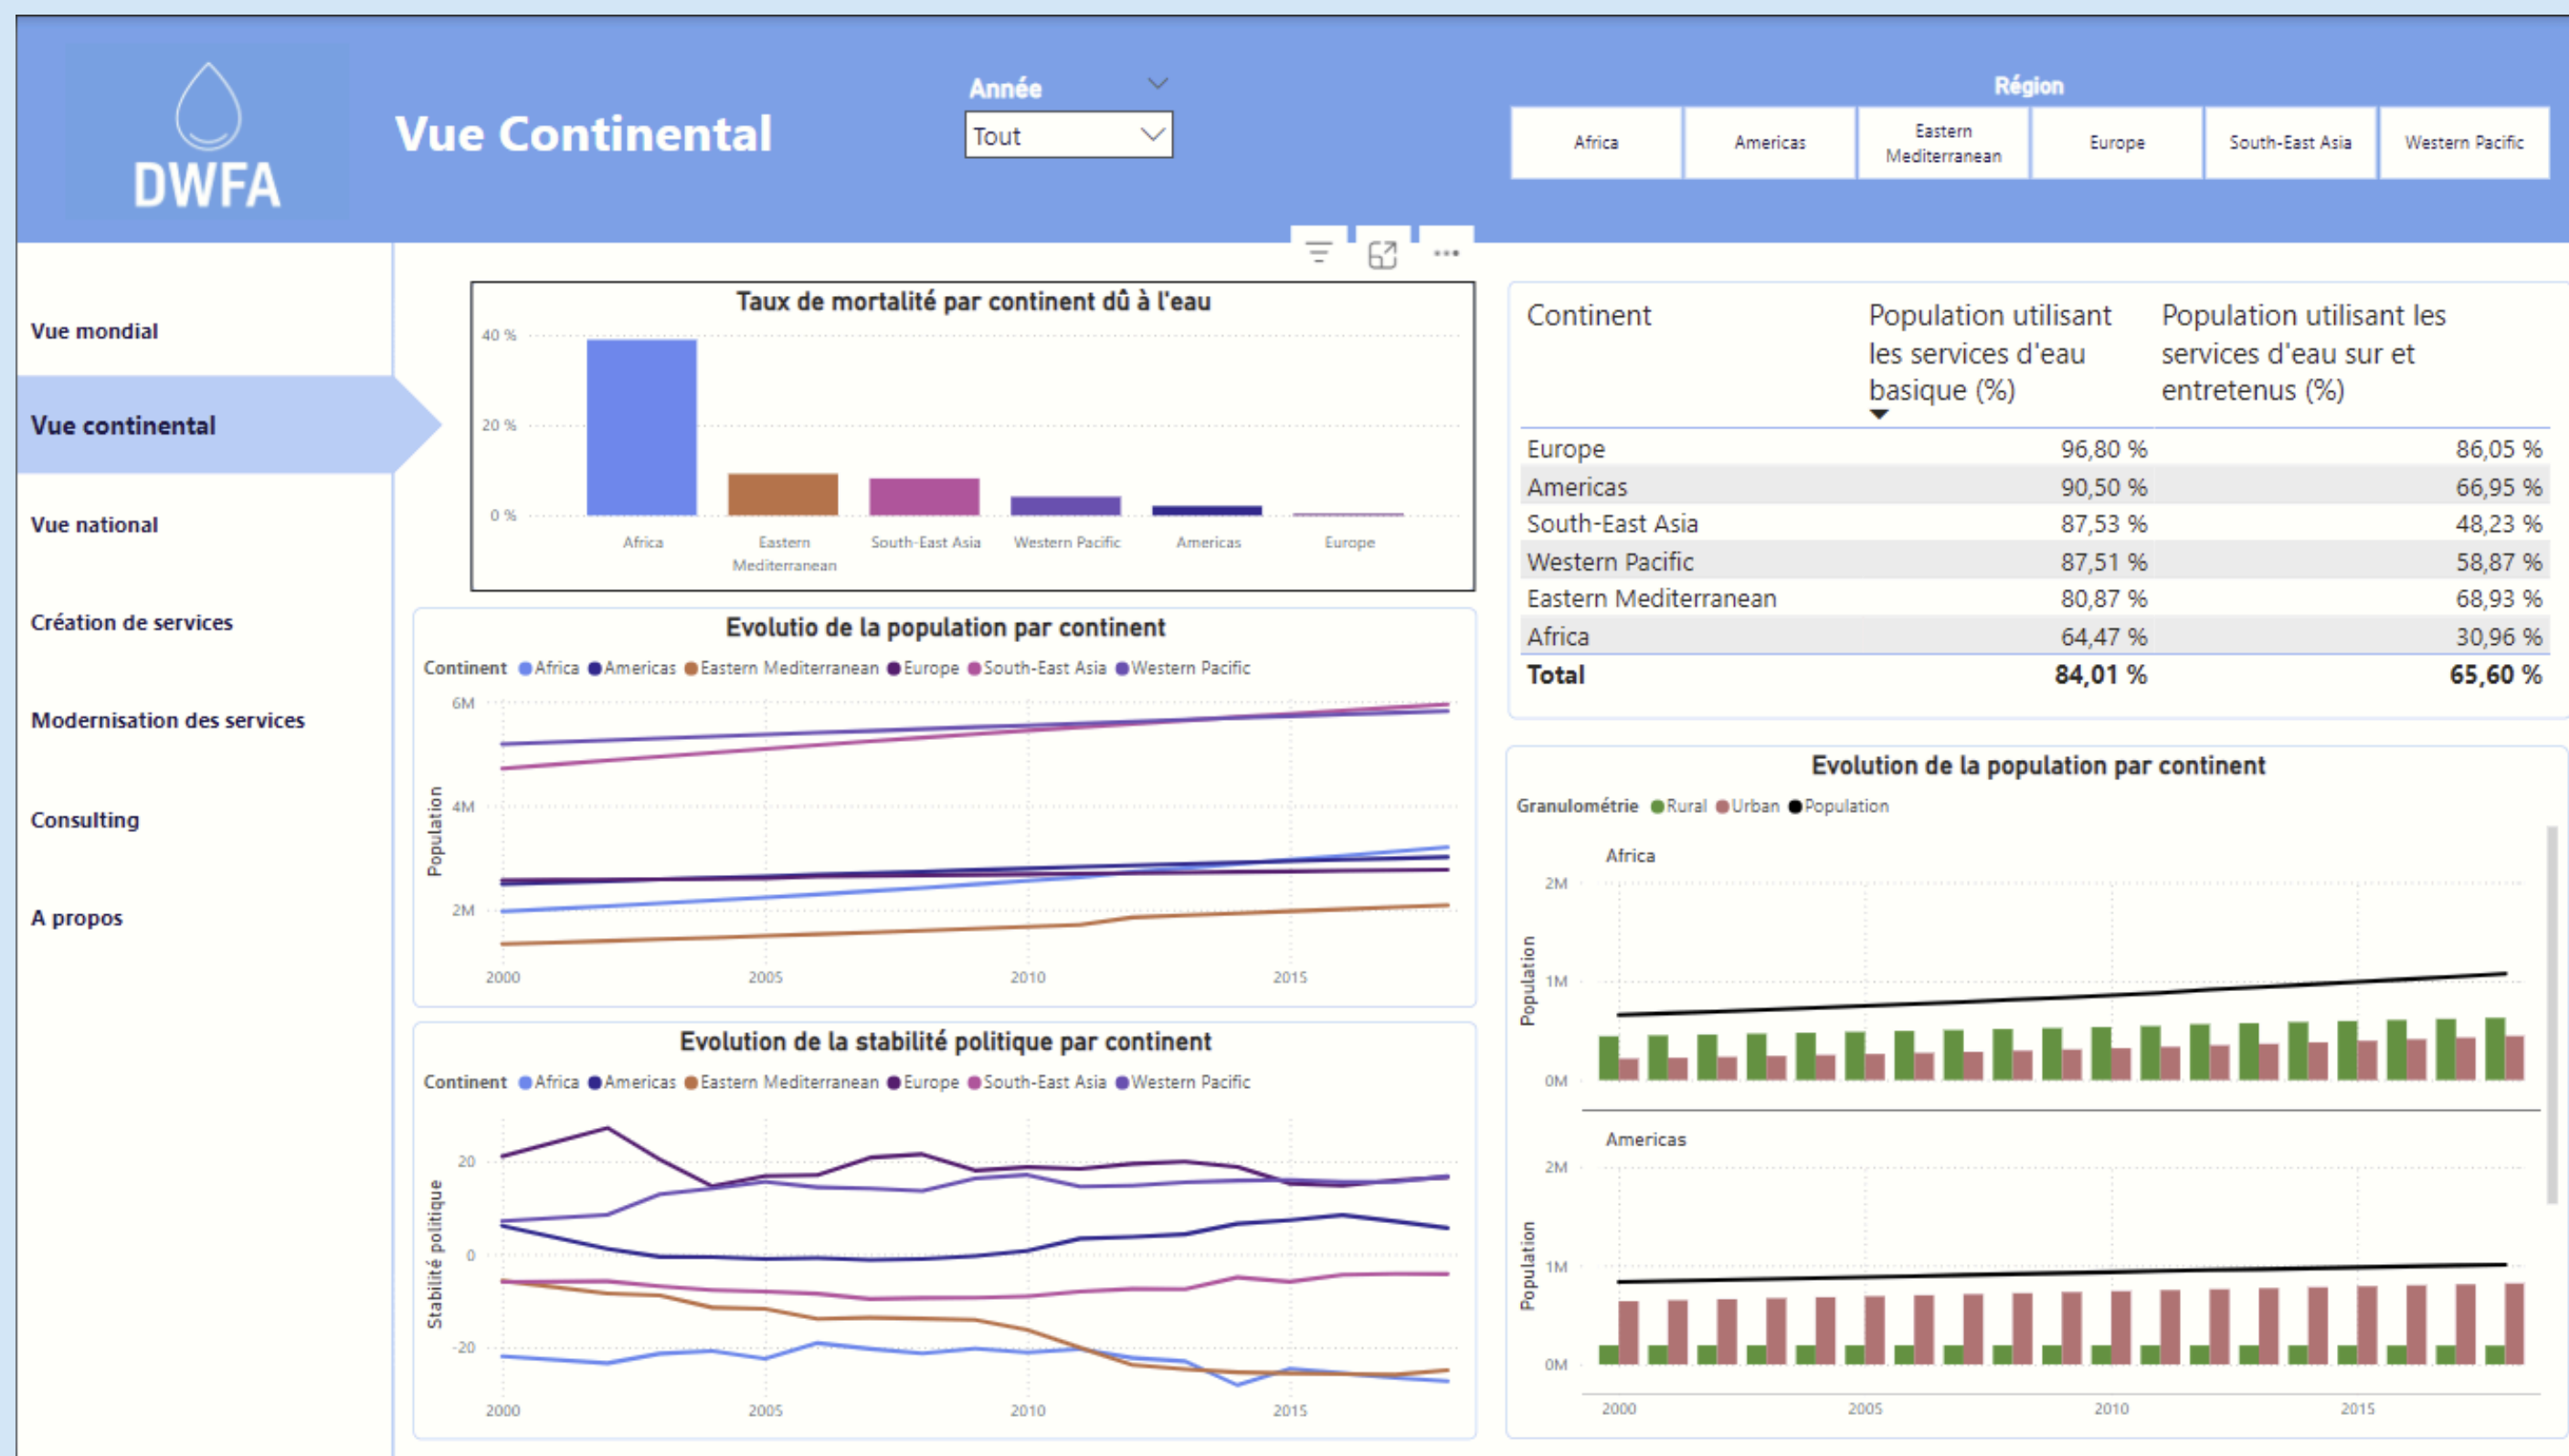 DWFA
Vue Continental
Année
Tout
Région
Africa
Americas
Eastern
Mediterranean
Europe
South-East Asia
Western Pacific
Vue mondial
Vue continental
Vue national
Création de services
Modernisation des services
Consulting
A propos
Taux de mortalité par continent dû à l'eau
40 %
20 %
0 %
Africa
Eastern
Mediterranean
South-East Asia
Western Pacific
Americas
Europe
Evolutio de la population par continent
Continent Africa Americas Eastern Mediterranean Europe South-East Asia Western Pacific
Population
6M
4M
2M
2000 2005 2010 2015
Evolution de la stabilité politique par continent
Continent Africa Americas Eastern Mediterranean Europe South-East Asia Western Pacific
Stabilité politique
20
0
-20
2000 2005 2010 2015
Continent
Population utilisant
les services d'eau
basique (%)
Population utilisant les
services d'eau sur et
entretenus (%)
Europe 96,80 % 86,05 %
Americas 90,50 % 66,95 %
South-East Asia 87,53 % 48,23 %
Western Pacific 87,51 % 58,87 %
Eastern Mediterranean 80,87 % 68,93 %
Africa 64,47 % 30,96 %
Total 84,01 % 65,60 %
Evolution de la population par continent
Granulométrie Rural Urban Population
Africa
Population
2M
1M
0M
Americas
Population
2M
1M
0M
2000 2005 2010 2015